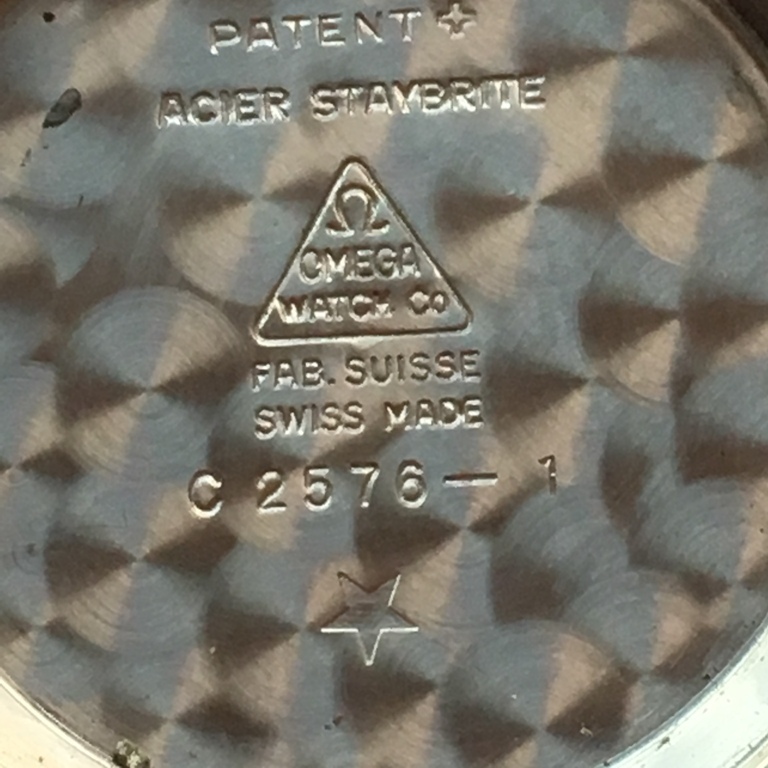 PATENT +
ACIER STAYBRITE
Ω
OMEGA
WATCH CO
FAB. SUISSE
SWISS MADE
C 2576 — 1